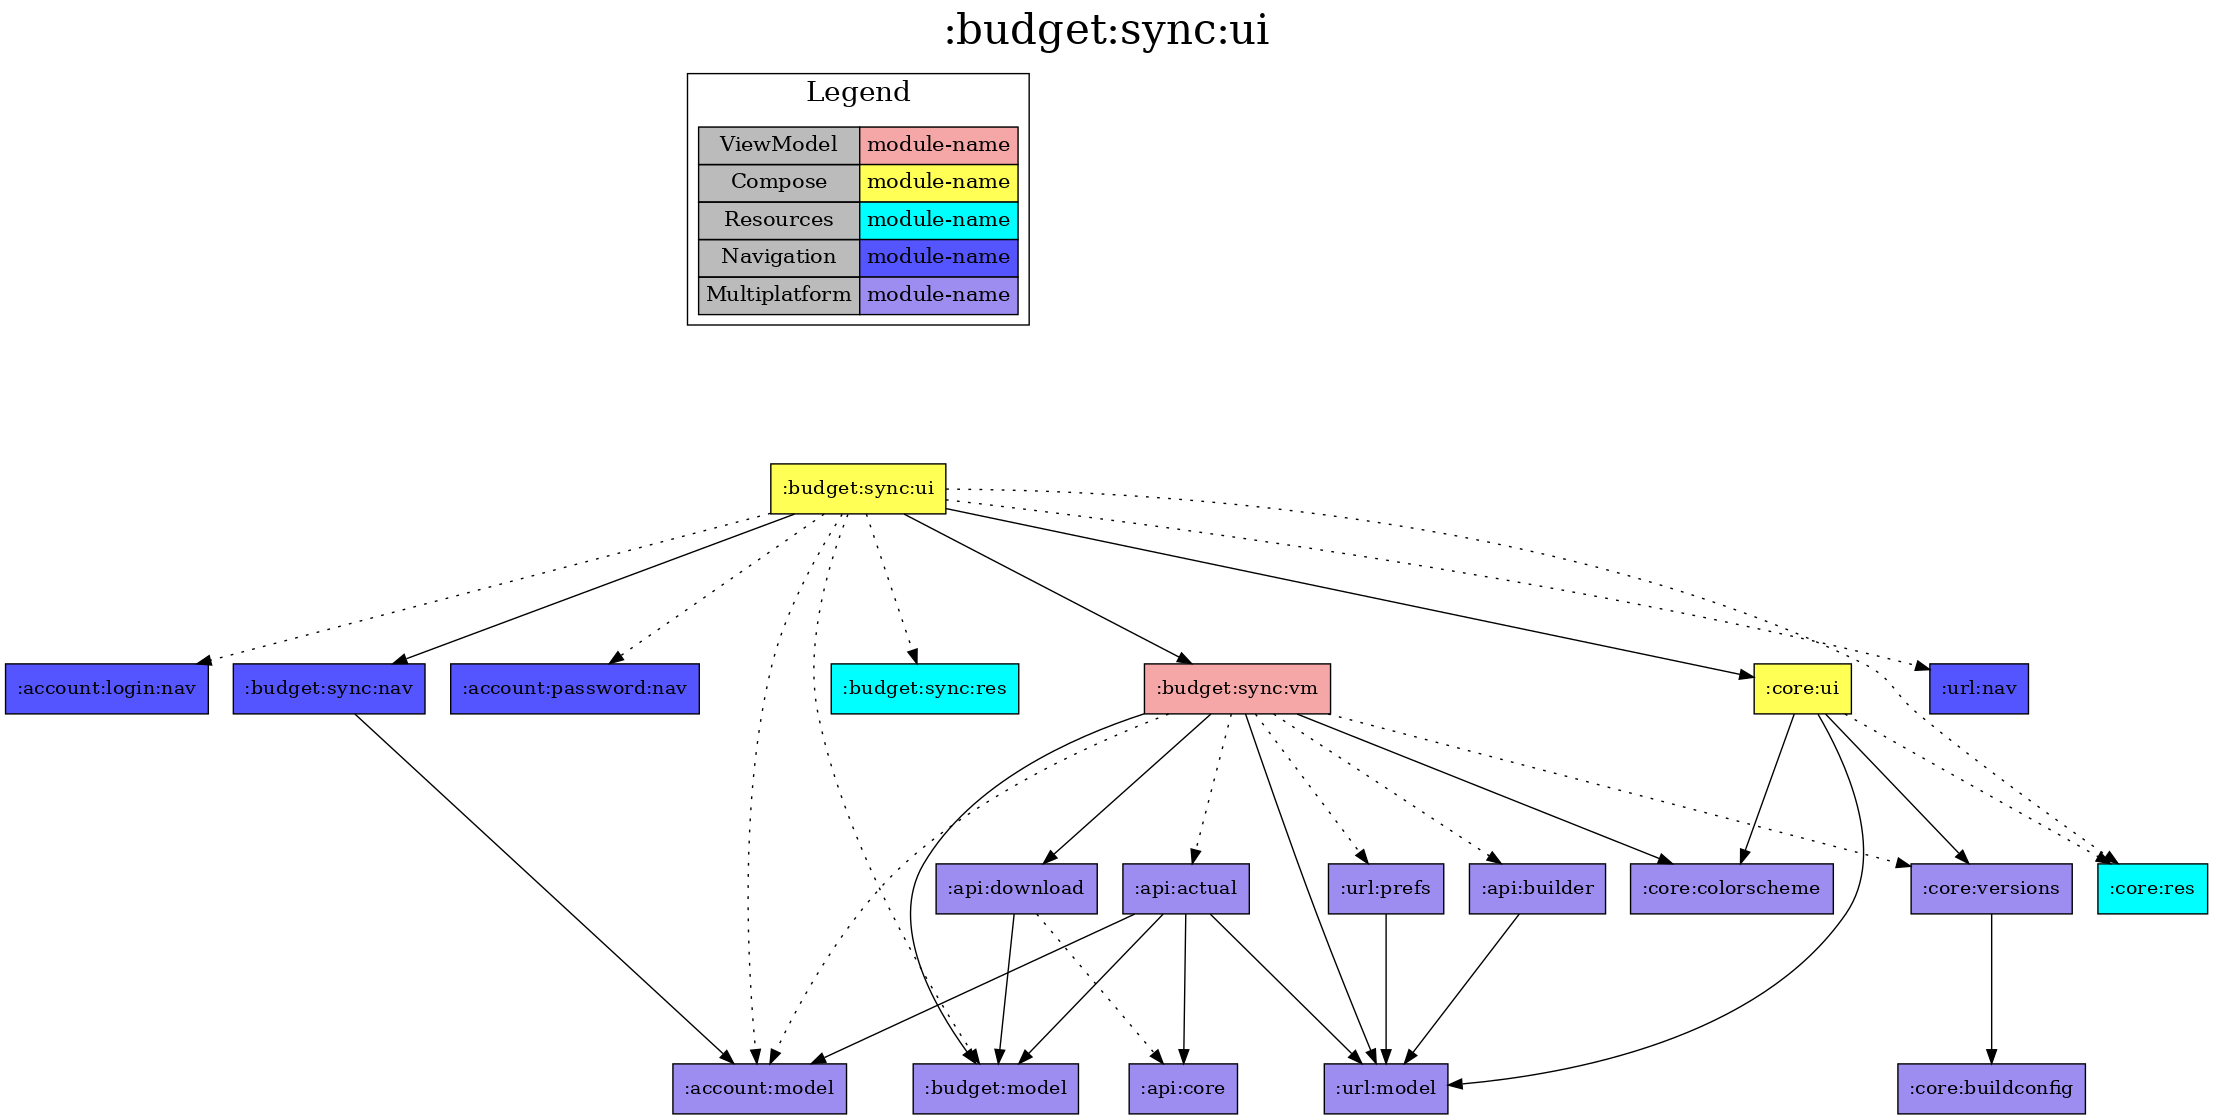 :budget:sync:ui
Legend
ViewModel module-name
Compose module-name
Resources module-name
Navigation module-name
Multiplatform module-name
:budget:sync:ui
:account:login:nav
:budget:sync:nav
:account:password:nav
:budget:sync:res
:budget:sync:vm
:core:ui
:url:nav
:api:download
:api:actual
:url:prefs
:api:builder
:core:colorscheme
:core:versions
:core:res
:account:model
:budget:model
:api:core
:url:model
:core:buildconfig